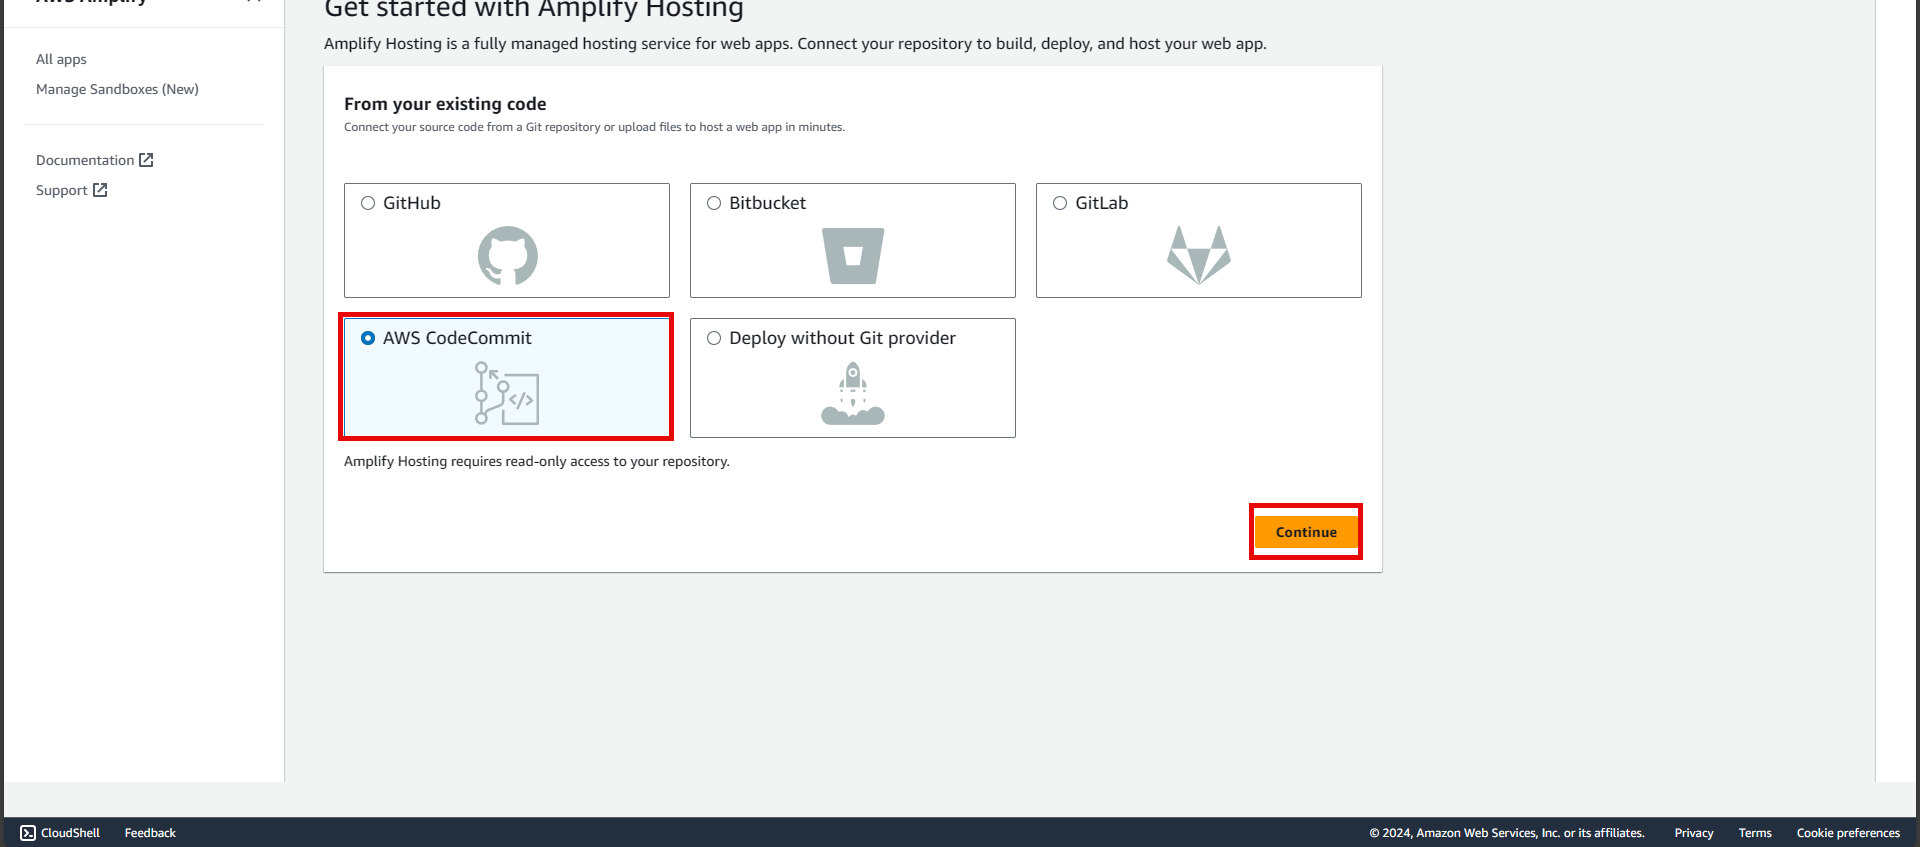 AWS Amplify
Get started with Amplify Hosting
Amplify Hosting is a fully managed hosting service for web apps. Connect your repository to build, deploy, and host your web app.
All apps
Manage Sandboxes (New)
Documentation
Support
From your existing code
Connect your source code from a Git repository or upload files to host a web app in minutes.
GitHub
Bitbucket
GitLab
AWS CodeCommit
</>
Deploy without Git provider
Amplify Hosting requires read-only access to your repository.
Continue
CloudShell
Feedback
© 2024, Amazon Web Services, Inc. or its affiliates.
Privacy
Terms
Cookie preferences